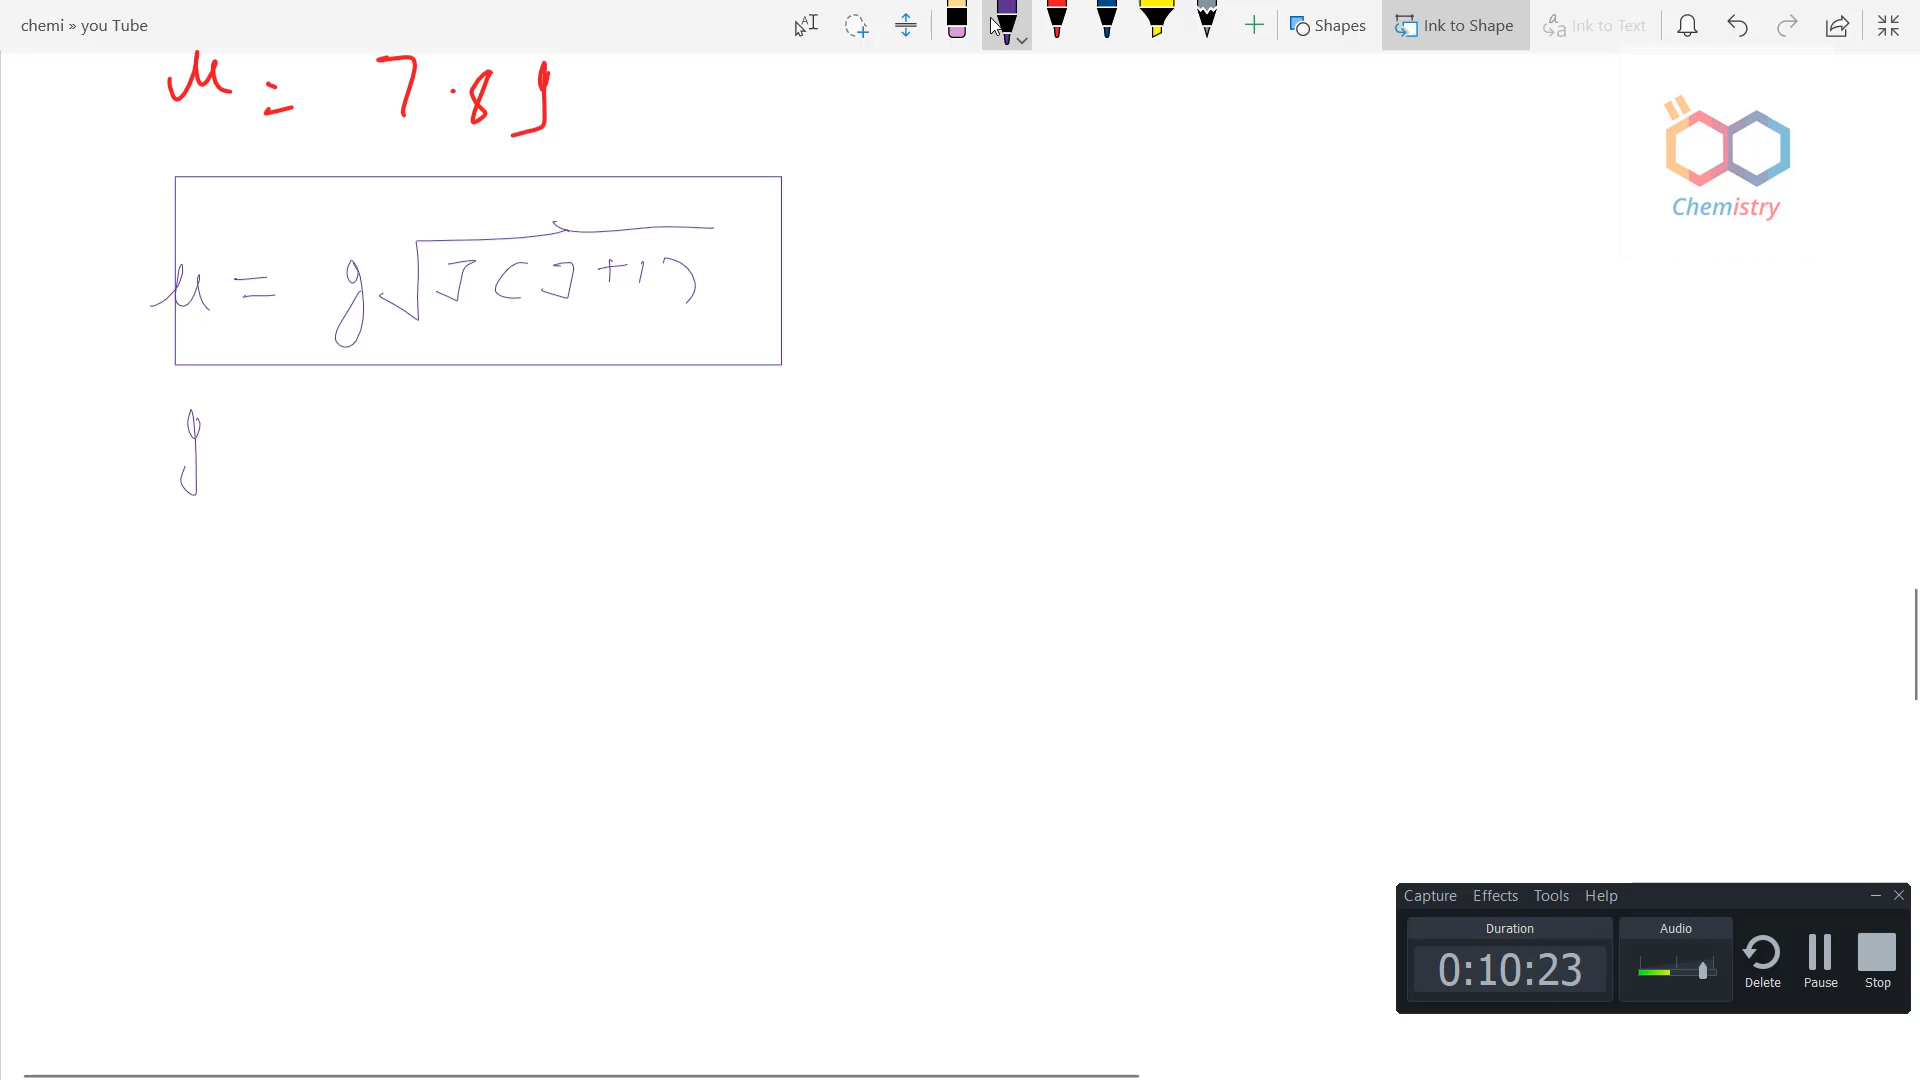 chemi » you Tube Shapes Ink to Shape Ink to Text
μ = 7.8 g
Chemistry
μ = g√J(J+1)
g
Capture Effects Tools Help
Duration Audio
0:10:23
Delete Pause Stop